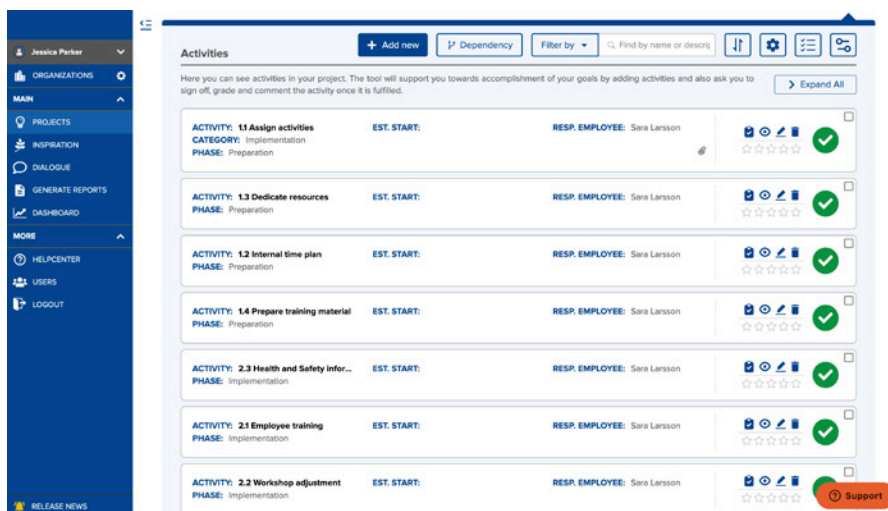 Jessica Parker
ORGANIZATIONS
MAIN
PROJECTS
INSPIRATION
DIALOGUE
GENERATE REPORTS
DASHBOARD
MORE
HELPCENTER
USERS
LOGOUT
RELEASE NEWS
Activities
+ Add new
Dependency
Filter by
Find by name or descrip
Here you can see activities in your project. The tool will support you towards accomplishment of your goals by adding activities and also ask you to
sign off, grade and comment the activity once it is fulfilled.
> Expand All
ACTIVITY: 1.1 Assign activities EST. START: RESP. EMPLOYEE: Sara Larsson
CATEGORY: Implementation
PHASE: Preparation
ACTIVITY: 1.3 Dedicate resources EST. START: RESP. EMPLOYEE: Sara Larsson
PHASE: Preparation
ACTIVITY: 1.2 Internal time plan EST. START: RESP. EMPLOYEE: Sara Larsson
PHASE: Preparation
ACTIVITY: 1.4 Prepare training material EST. START: RESP. EMPLOYEE: Sara Larsson
PHASE: Preparation
ACTIVITY: 2.3 Health and Safety infor... EST. START: RESP. EMPLOYEE: Sara Larsson
PHASE: Implementation
ACTIVITY: 2.1 Employee training EST. START: RESP. EMPLOYEE: Sara Larsson
PHASE: Implementation
ACTIVITY: 2.2 Workshop adjustment EST. START: RESP. EMPLOYEE: Sara Larsson
PHASE: Implementation
Support